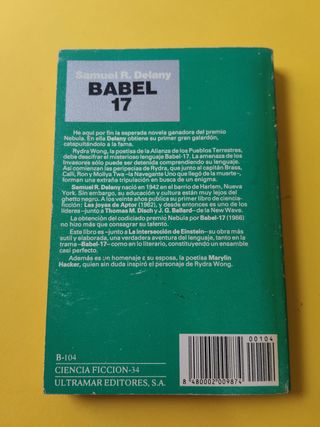 Samuel R. Delany
BABEL
17
He aquí por fin la esperada novela ganadora del premio
Nebula. En ella Delany obtiene su primer gran galardón,
catapultándolo a la fama.
Rydra Wong, la poetisa de la Alianza de los Pueblos Terrestres,
debe descifrar el misterioso lenguaje Babel-17. La amenaza de los
Invasores sólo puede ser detenida comprendiendo su lenguaje.
Así comienzan las peripecias de Rydra, que junto al capitán Brass,
Calli, Ron y Mollya Twa –la Navegante Uno que llegó de la muerte–,
forman una extraña tripulación en busca de un enigma.
Samuel R. Delany nació en 1942 en el barrio de Harlem, Nueva
York. Sin embargo, su educación y cultura están muy lejos del
ghetto negro. A los veinte años publica su primer libro de ciencia-
ficción: Las joyas de Aptor (1962), y desde entonces es uno de los
líderes –junto a Thomas M. Disch y J. G. Ballard– de la New Wave.
La obtención del codiciado premio Nebula por Babel-17 (1966)
no hizo más que consagrar su talento.
Este libro es –junto a La intersección de Einstein– su obra más
sutil y elaborada, una verdadera aventura del lenguaje, tanto en la
trama –Babel-17– como en lo literario, constituyendo un ensamble
casi perfecto.
Además es un homenaje a su esposa, la poetisa Marylin
Hacker, quien sin duda inspiró el personaje de Rydra Wong.
B-104
CIENCIA FICCION-34
ULTRAMAR EDITORES, S.A.
00104
8 480002 009874